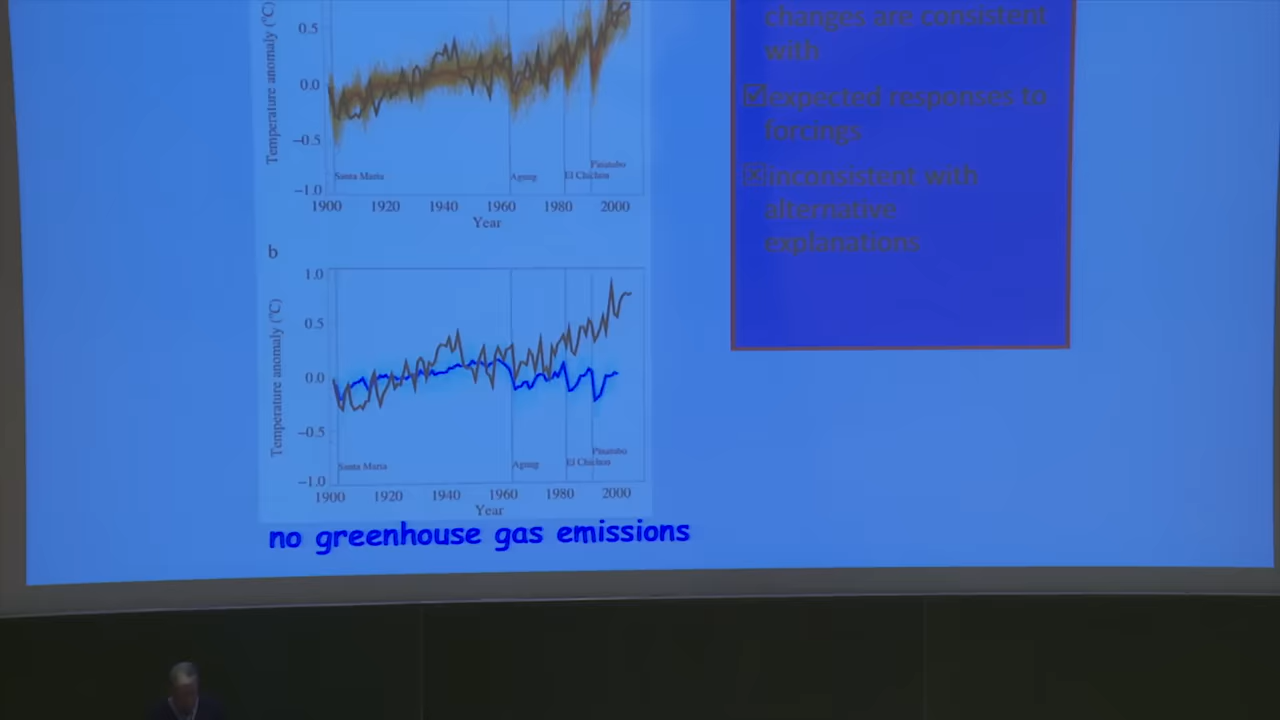 0.5
0.0
−0.5
−1.0
Temperature anomaly (°C)
Santa Maria
Agung
El Chichon
Pinatubo
1900 1920 1940 1960 1980 2000
Year
b
1.0
0.5
0.0
−0.5
−1.0
Temperature anomaly (°C)
Santa Maria
Agung
El Chichon
Pinatubo
1900 1920 1940 1960 1980 2000
Year
no greenhouse gas emissions
changes are consistent
with
☑expected responses to
forcings
☒inconsistent with
alternative
explanations